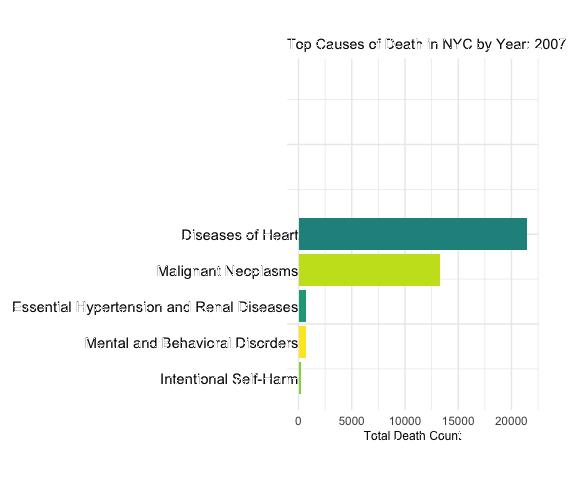 Top Causes of Death in NYC by Year: 2007
Diseases of Heart
Malignant Neoplasms
Essential Hypertension and Renal Diseases
Mental and Behavioral Disorders
Intentional Self-Harm
0 5000 10000 15000 20000
Total Death Count